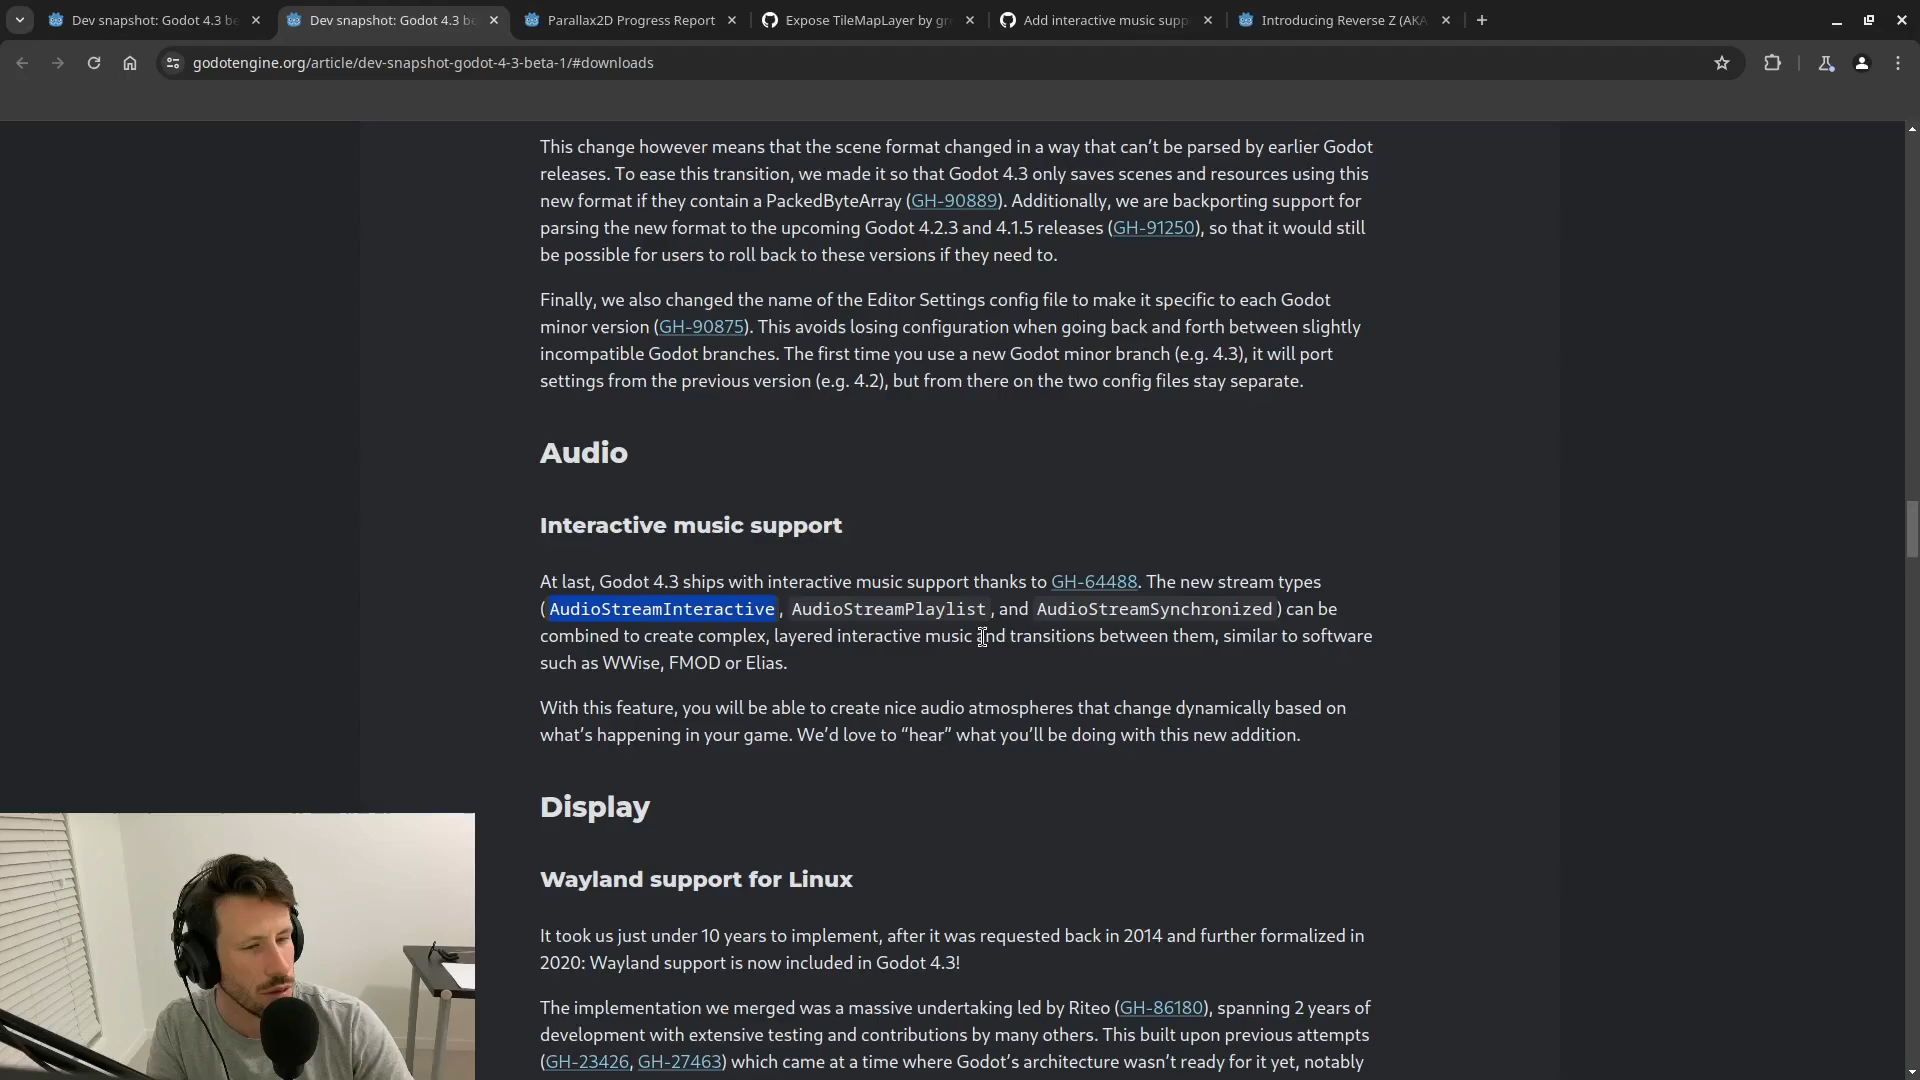 Dev snapshot: Godot 4.3 be
Dev snapshot: Godot 4.3 be
Parallax2D Progress Report
Expose TileMapLayer by gr
Add interactive music supp
Introducing Reverse Z (AKA
godotengine.org/article/dev-snapshot-godot-4-3-beta-1/#downloads
This change however means that the scene format changed in a way that can’t be parsed by earlier Godot
releases. To ease this transition, we made it so that Godot 4.3 only saves scenes and resources using this
new format if they contain a PackedByteArray (GH-90889). Additionally, we are backporting support for
parsing the new format to the upcoming Godot 4.2.3 and 4.1.5 releases (GH-91250), so that it would still
be possible for users to roll back to these versions if they need to.
Finally, we also changed the name of the Editor Settings config file to make it specific to each Godot
minor version (GH-90875). This avoids losing configuration when going back and forth between slightly
incompatible Godot branches. The first time you use a new Godot minor branch (e.g. 4.3), it will port
settings from the previous version (e.g. 4.2), but from there on the two config files stay separate.
Audio
Interactive music support
At last, Godot 4.3 ships with interactive music support thanks to GH-64488. The new stream types
(AudioStreamInteractive, AudioStreamPlaylist, and AudioStreamSynchronized) can be
combined to create complex, layered interactive music and transitions between them, similar to software
such as WWise, FMOD or Elias.
With this feature, you will be able to create nice audio atmospheres that change dynamically based on
what’s happening in your game. We’d love to “hear” what you’ll be doing with this new addition.
Display
Wayland support for Linux
It took us just under 10 years to implement, after it was requested back in 2014 and further formalized in
2020: Wayland support is now included in Godot 4.3!
The implementation we merged was a massive undertaking led by Riteo (GH-86180), spanning 2 years of
development with extensive testing and contributions by many others. This built upon previous attempts
(GH-23426, GH-27463) which came at a time where Godot’s architecture wasn’t ready for it yet, notably